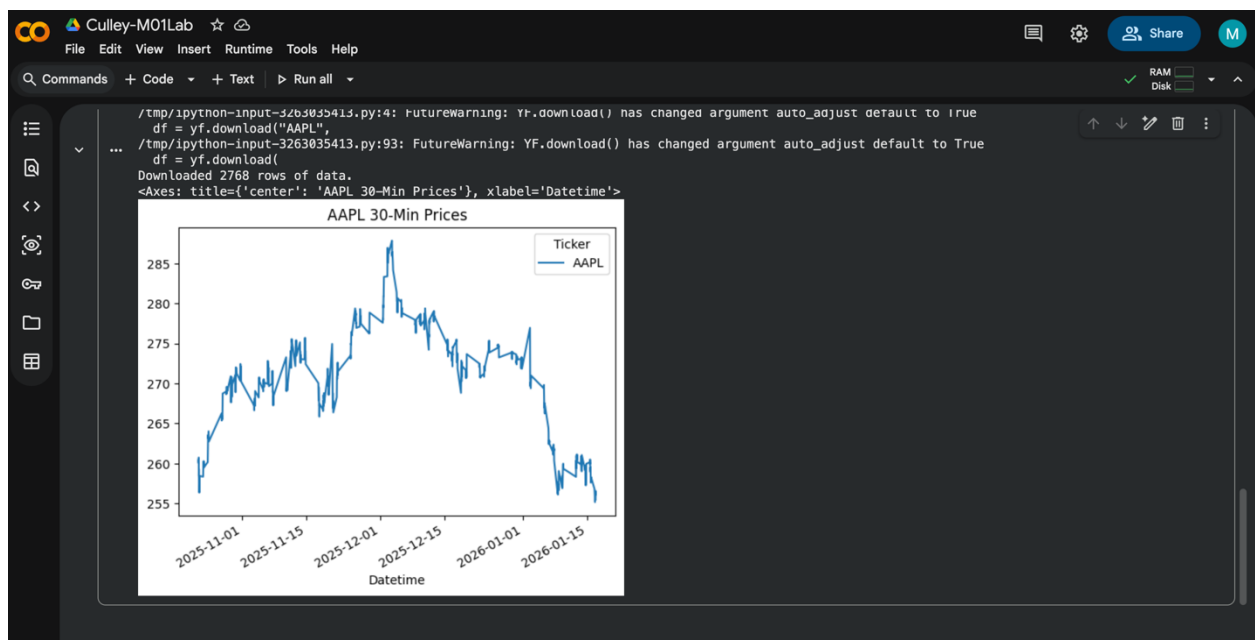 Culley-M01Lab
File Edit View Insert Runtime Tools Help
Share
M
Commands + Code + Text Run all
RAM
Disk
/tmp/ipython-input-3263035413.py:4: FutureWarning: YF.download() has changed argument auto_adjust default to True
df = yf.download("AAPL",
... /tmp/ipython-input-3263035413.py:93: FutureWarning: YF.download() has changed argument auto_adjust default to True
df = yf.download(
Downloaded 2768 rows of data.
<Axes: title={'center': 'AAPL 30-Min Prices'}, xlabel='Datetime'>
AAPL 30-Min Prices
Ticker
AAPL
285
280
275
270
265
260
255
2025-11-01
2025-11-15
2025-12-01
2025-12-15
2026-01-01
2026-01-15
Datetime